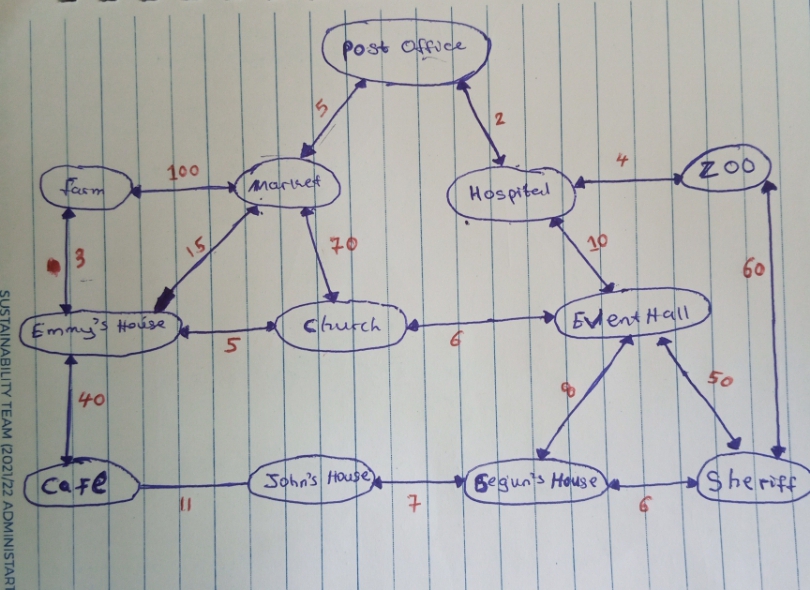 Post Office
5
2
Farm
100
Market
Hospital
4
ZOO
3
15
70
10
60
Emmy's House
5
Church
6
Event Hall
40
50
Cafe
11
John's House
7
Segun's House
6
Sheriff
SUSTAINABILITY TEAM (2021/22 ADMINISTRAT